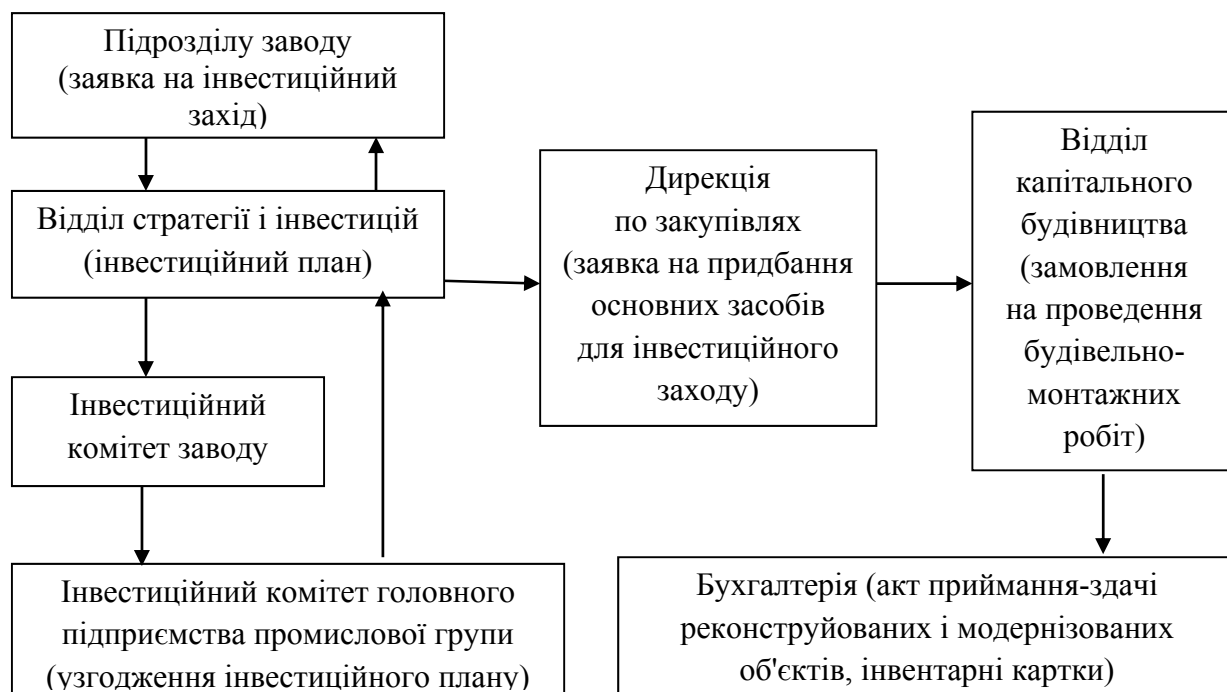 Підрозділу заводу
(заявка на інвестиційний
захід)
Відділ стратегії і інвестицій
(інвестиційний план)
Інвестиційний
комітет заводу
Інвестиційний комітет головного
підприємства промислової групи
(узгодження інвестиційного плану)
Дирекція
по закупівлях
(заявка на придбання
основних засобів
для інвестиційного
заходу)
Відділ
капітального
будівництва
(замовлення
на проведення
будівельно-
монтажних
робіт)
Бухгалтерія (акт приймання-здачі
реконструйованих і модернізованих
об'єктів, інвентарні картки)